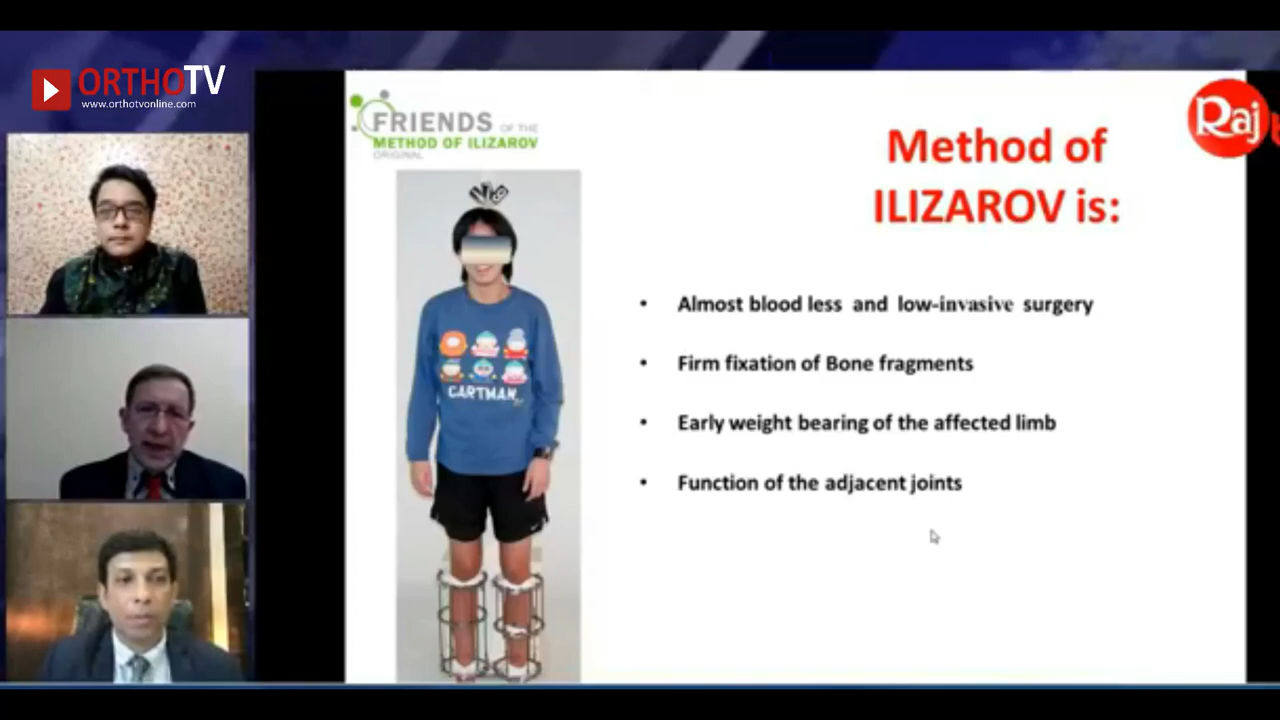 ORTHOTV
www.orthotvonline.com
FRIENDS OF THE
METHOD OF ILIZAROV
ORIGINAL
Raj
Method of
ILIZAROV is:
• Almost blood less and low-invasive surgery
• Firm fixation of Bone fragments
• Early weight bearing of the affected limb
• Function of the adjacent joints
CARTMAN